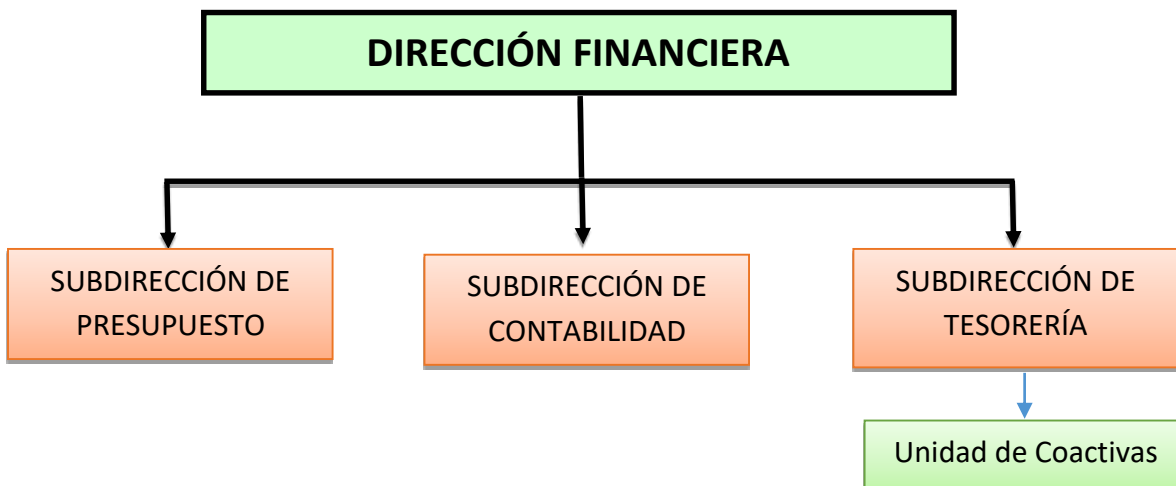 DIRECCIÓN FINANCIERA
SUBDIRECCIÓN DE
PRESUPUESTO
SUBDIRECCIÓN DE
CONTABILIDAD
SUBDIRECCIÓN DE
TESORERÍA
Unidad de Coactivas